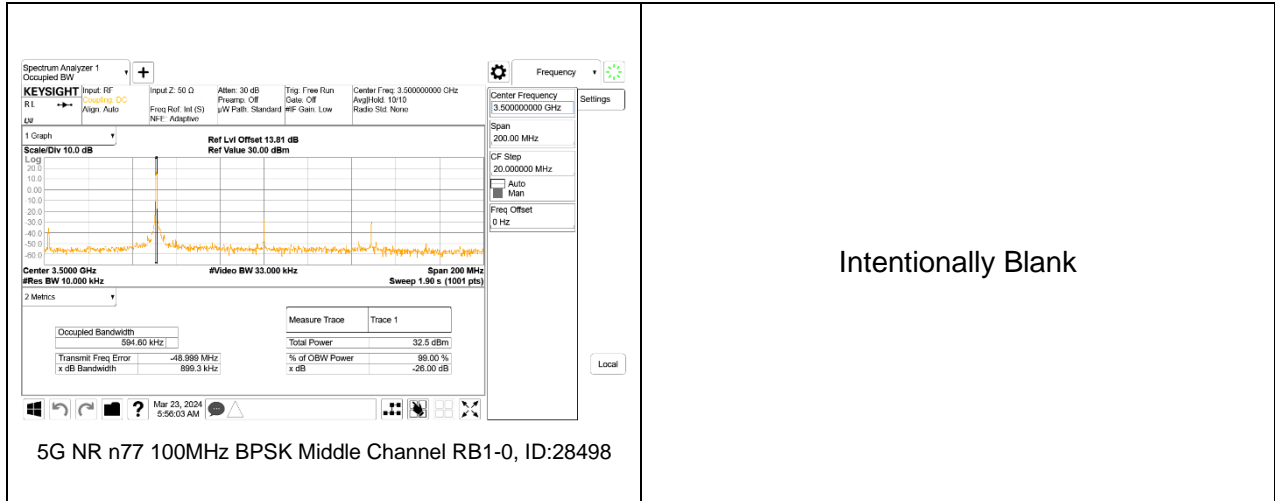 Spectrum Analyzer 1
Occupied BW
Frequency
KEYSIGHT
Input: RF
Coupling: DC
Align: Auto
Input Z: 50 Ω
Freq Ref: Int (S)
NFE: Adaptive
Atten: 30 dB
Preamp: Off
µW Path: Standard
Trig: Free Run
Gate: Off
#IF Gain: Low
Center Freq: 3.500000000 GHz
Avg|Hold: 10/10
Radio Std: None
Center Frequency
3.500000000 GHz
Settings
Span
200.00 MHz
CF Step
20.000000 MHz
Auto
Man
Freq Offset
0 Hz
1 Graph
Scale/Div 10.0 dB
Ref Lvl Offset 13.81 dB
Ref Value 30.00 dBm
Log
20.0
10.0
0.00
-10.0
-20.0
-30.0
-40.0
-50.0
-60.0
Center 3.5000 GHz
#Video BW 33.000 kHz
Span 200 MHz
#Res BW 10.000 kHz
Sweep 1.90 s (1001 pts)
2 Metrics
Measure Trace
Trace 1
Occupied Bandwidth
594.60 kHz
Total Power
32.5 dBm
Transmit Freq Error
-48.999 MHz
% of OBW Power
99.00 %
x dB Bandwidth
899.3 kHz
x dB
-26.00 dB
Local
?
Mar 23, 2024
5:56:03 AM
5G NR n77 100MHz BPSK Middle Channel RB1-0, ID:28498
Intentionally Blank